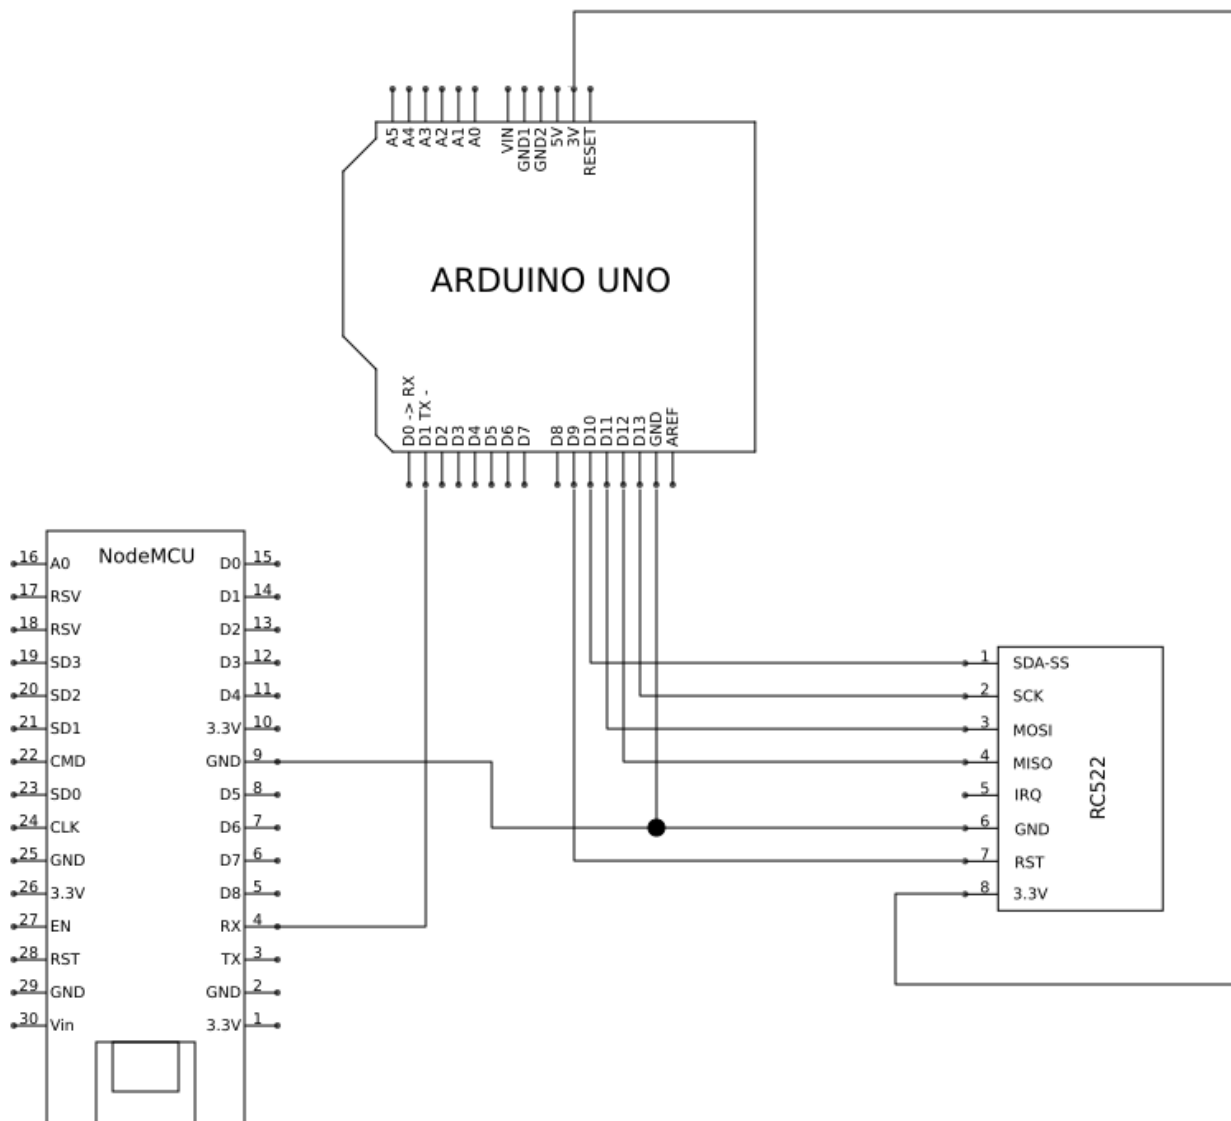 A5
A4
A3
A2
A1
A0
VIN
GND1
GND2
5V
3V
RESET
ARDUINO UNO
D0 -> RX
D1 TX -
D2
D3
D4
D5
D6
D7
D8
D9
D10
D11
D12
D13
GND
AREF
NodeMCU
16 A0
17 RSV
18 RSV
19 SD3
20 SD2
21 SD1
22 CMD
23 SD0
24 CLK
25 GND
26 3.3V
27 EN
28 RST
29 GND
30 Vin
D0 15
D1 14
D2 13
D3 12
D4 11
3.3V 10
GND 9
D5 8
D6 7
D7 6
D8 5
RX 4
TX 3
GND 2
3.3V 1
1 SDA-SS
2 SCK
3 MOSI
4 MISO
5 IRQ
6 GND
7 RST
8 3.3V
RC522